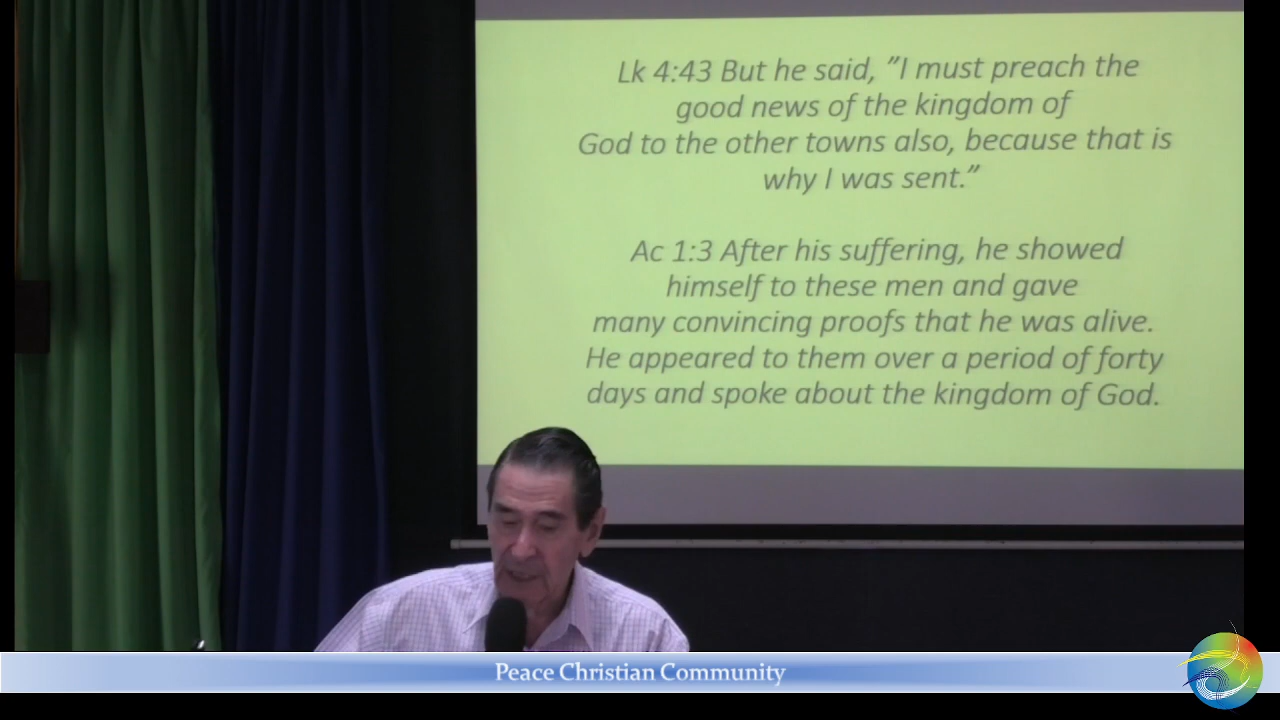 Lk 4:43 But he said, ”I must preach the
good news of the kingdom of
God to the other towns also, because that is
why I was sent.”
Ac 1:3 After his suffering, he showed
himself to these men and gave
many convincing proofs that he was alive.
He appeared to them over a period of forty
days and spoke about the kingdom of God.
Peace Christian Community